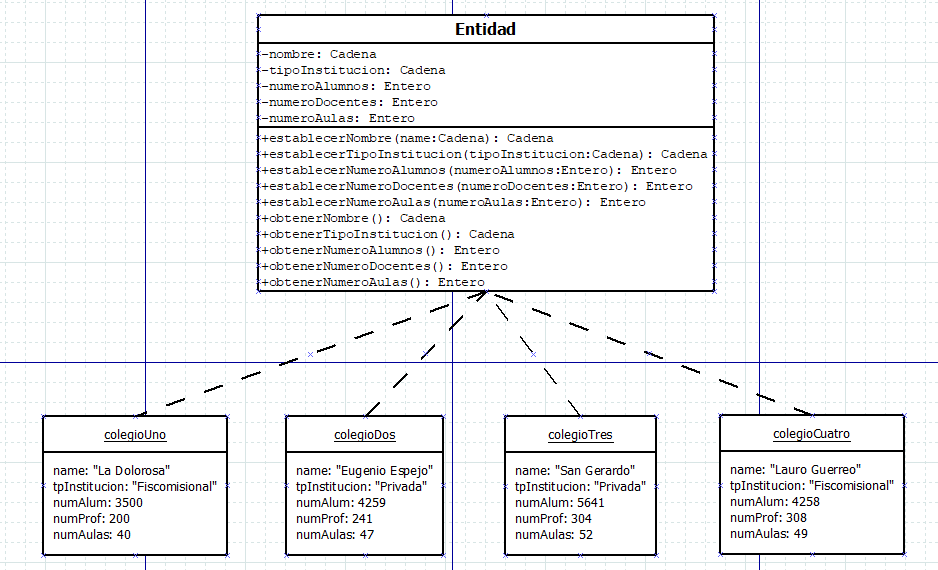 Entidad
-nombre: Cadena
-tipoInstitucion: Cadena
-numeroAlumnos: Entero
-numeroDocentes: Entero
-numeroAulas: Entero
+establecerNombre(name:Cadena): Cadena
+establecerTipoInstitucion(tipoInstitucion:Cadena): Cadena
+establecerNumeroAlumnos(numeroAlumnos:Entero): Entero
+establecerNumeroDocentes(numeroDocentes:Entero): Entero
+establecerNumeroAulas(numeroAulas:Entero): Entero
+obtenerNombre(): Cadena
+obtenerTipoInstitucion(): Cadena
+obtenerNumeroAlumnos(): Entero
+obtenerNumeroDocentes(): Entero
+obtenerNumeroAulas(): Entero
colegioUno
name: "La Dolorosa"
tpInstitucion: "Fiscomisional"
numAlum: 3500
numProf: 200
numAulas: 40
colegioDos
name: "Eugenio Espejo"
tpInstitucion: "Privada"
numAlum: 4259
numProf: 241
numAulas: 47
colegioTres
name: "San Gerardo"
tpInstitucion: "Privada"
numAlum: 5641
numProf: 304
numAulas: 52
colegioCuatro
name: "Lauro Guerreo"
tpInstitucion: "Fiscomisional"
numAlum: 4258
numProf: 308
numAulas: 49